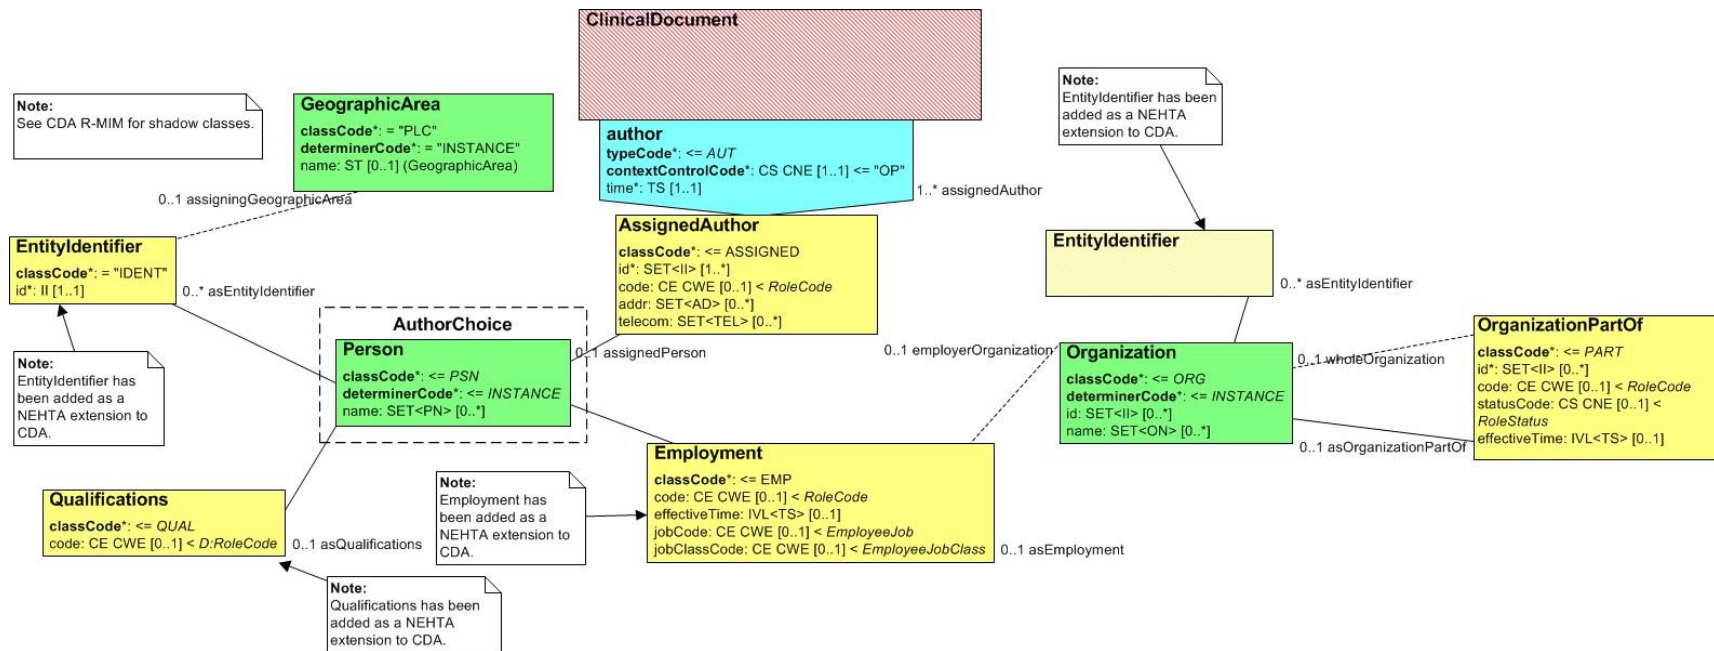 ClinicalDocument
Note:
See CDA R-MIM for shadow classes.
GeographicArea
classCode*: = "PLC"
determinerCode*: = "INSTANCE"
name: ST [0..1] (GeographicArea)
0..1 assigningGeographicArea
author
typeCode*: <= AUT
contextControlCode*: CS CNE [1..1] <= "OP"
time*: TS [1..1]
1..* assignedAuthor
Note:
EntityIdentifier has been
added as a NEHTA
extension to CDA.
EntityIdentifier
classCode*: = "IDENT"
id*: II [1..1]
0..* asEntityIdentifier
AssignedAuthor
classCode*: <= ASSIGNED
id*: SET<II> [1..*]
code: CE CWE [0..1] < RoleCode
addr: SET<AD> [0..*]
telecom: SET<TEL> [0..*]
EntityIdentifier
0..* asEntityIdentifier
Note:
EntityIdentifier has
been added as a
NEHTA extension to
CDA.
AuthorChoice
Person
classCode*: <= PSN
determinerCode*: <= INSTANCE
name: SET<PN> [0..*]
0..1 assignedPerson
0..1 employerOrganization
Organization
classCode*: <= ORG
determinerCode*: <= INSTANCE
id: SET<II> [0..*]
name: SET<ON> [0..*]
0..1 wholeOrganization
0..1 asOrganizationPartOf
OrganizationPartOf
classCode*: <= PART
id*: SET<II> [0..*]
code: CE CWE [0..1] < RoleCode
statusCode: CS CNE [0..1] <
RoleStatus
effectiveTime: IVL<TS> [0..1]
Qualifications
classCode*: <= QUAL
code: CE CWE [0..1] < D:RoleCode
0..1 asQualifications
Note:
Employment has
been added as a
NEHTA extension to
CDA.
Employment
classCode*: <= EMP
code: CE CWE [0..1] < RoleCode
effectiveTime: IVL<TS> [0..1]
jobCode: CE CWE [0..1] < EmployeeJob
jobClassCode: CE CWE [0..1] < EmployeeJobClass
0..1 asEmployment
Note:
Qualifications has been
added as a NEHTA
extension to CDA.